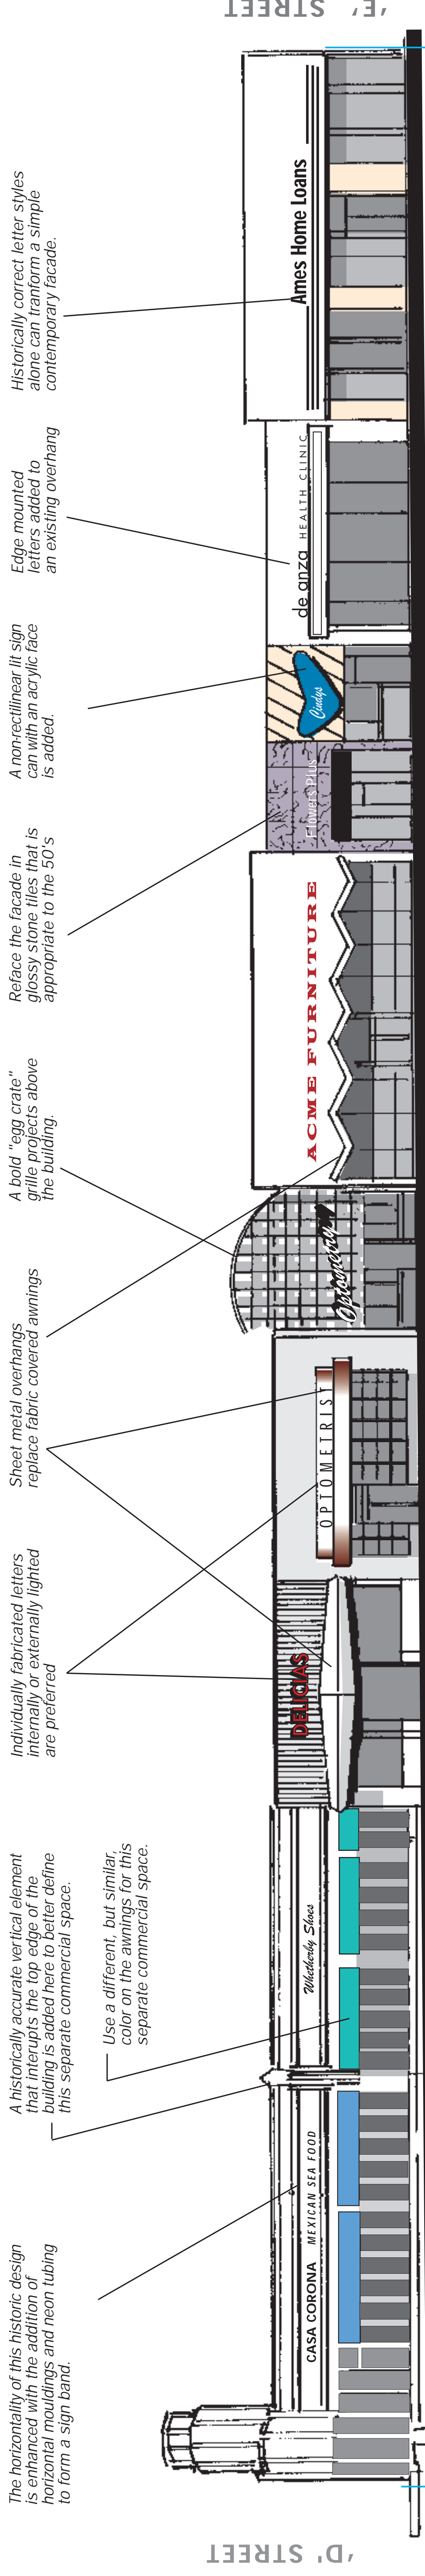 The horizontality of this historic design
is enhanced with the addition of
horizontal mouldings and neon tubing
to form a sign band.
A historically accurate vertical element
that interupts the top edge of the
building is added here to better define
this separate commercial space.
Use a different, but similar,
color on the awnings for this
separate commercial space.
Individually fabricated letters
internally or externally lighted
are preferred
Sheet metal overhangs
replace fabric covered awnings
A bold "egg crate"
grille projects above
the building.
Reface the facade in
glossy stone tiles that is
appropriate to the 50's
A non-rectilinear lit sign
can with an acrylic face
is added.
Edge mounted
letters added to
an existing overhang
Historically correct letter styles
alone can tranform a simple
contemporary facade.
CASA CORONA MEXICAN SEA FOOD
Whetherby Shoes
DELICIAS
OPTOMETRIST
Optometry
ACME FURNITURE
Flowers Plus
Cindys
de anza HEALTH CLINIC
Ames Home Loans
'D' STREET
'E' STREET